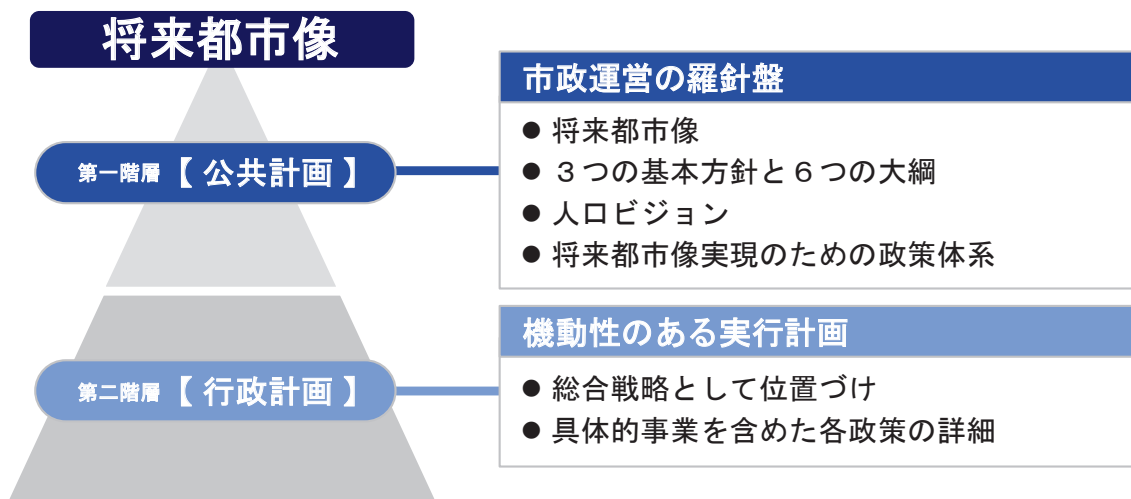 将来都市像
第一階層【 公共計画 】
市政運営の羅針盤
● 将来都市像
● ３つの基本方針と６つの大綱
● 人口ビジョン
● 将来都市像実現のための政策体系
第二階層【 行政計画 】
機動性のある実行計画
● 総合戦略として位置づけ
● 具体的事業を含めた各政策の詳細